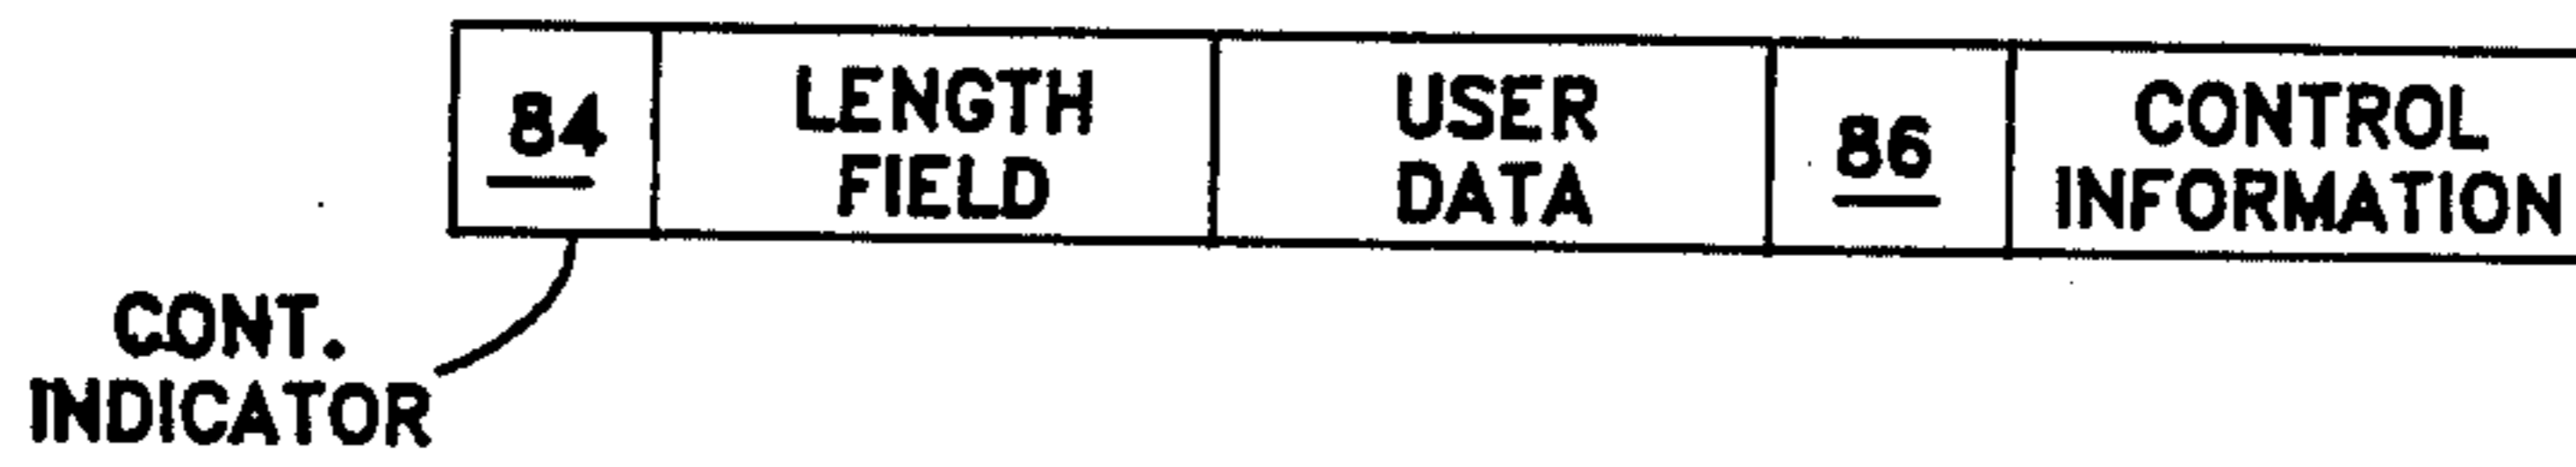 84
LENGTH
FIELD
USER
DATA
86
CONTROL
INFORMATION
CONT.
INDICATOR